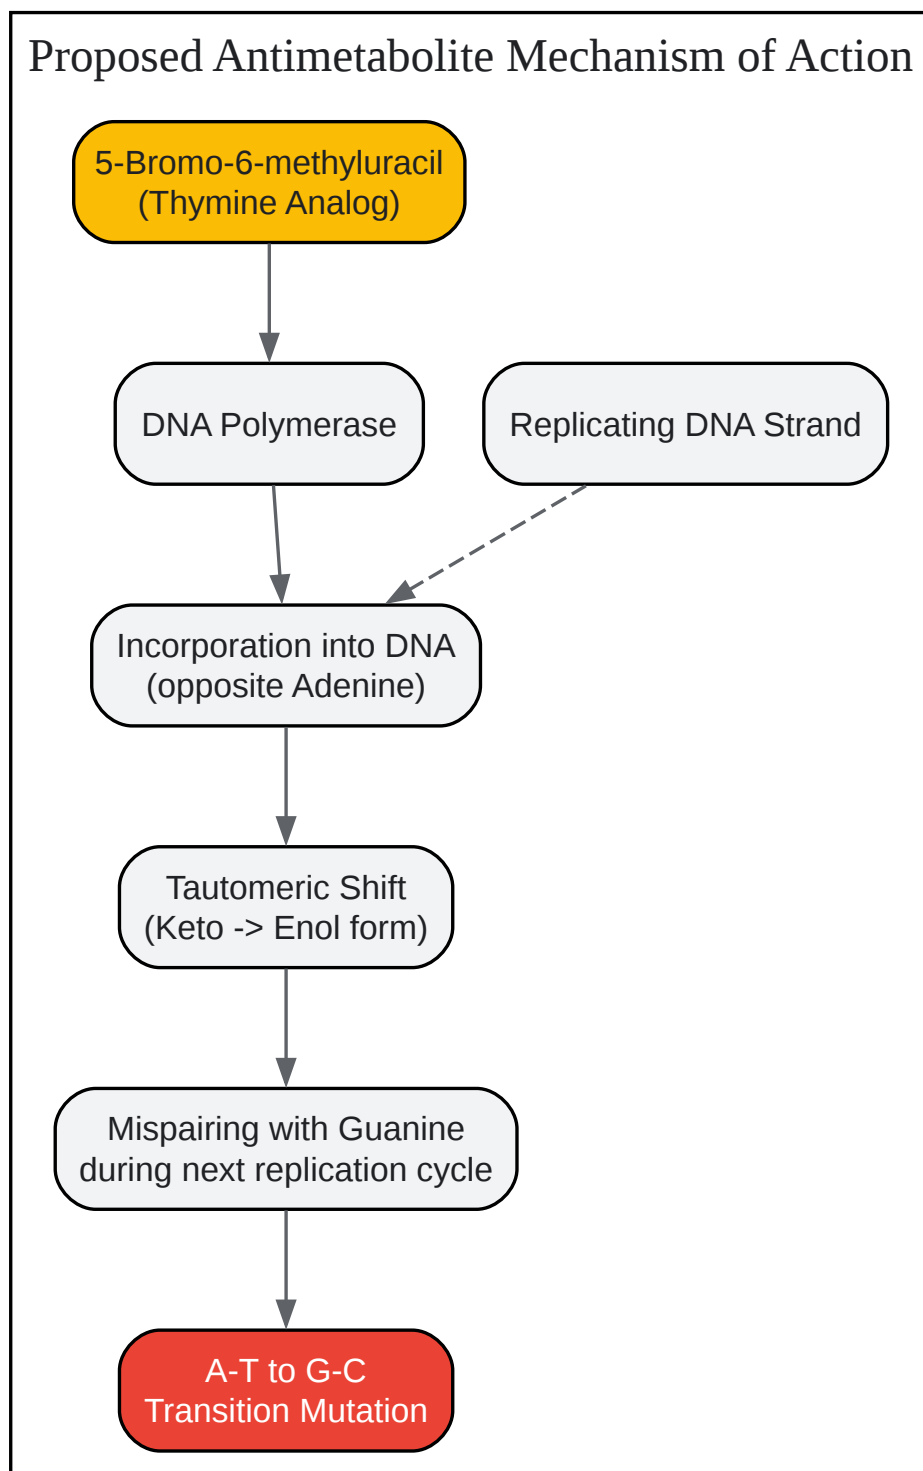 Proposed Antimetabolite Mechanism of Action
5-Bromo-6-methyluracil
(Thymine Analog)
DNA Polymerase
Replicating DNA Strand
Incorporation into DNA
(opposite Adenine)
Tautomeric Shift
(Keto -> Enol form)
Mispairing with Guanine
during next replication cycle
A-T to G-C
Transition Mutation